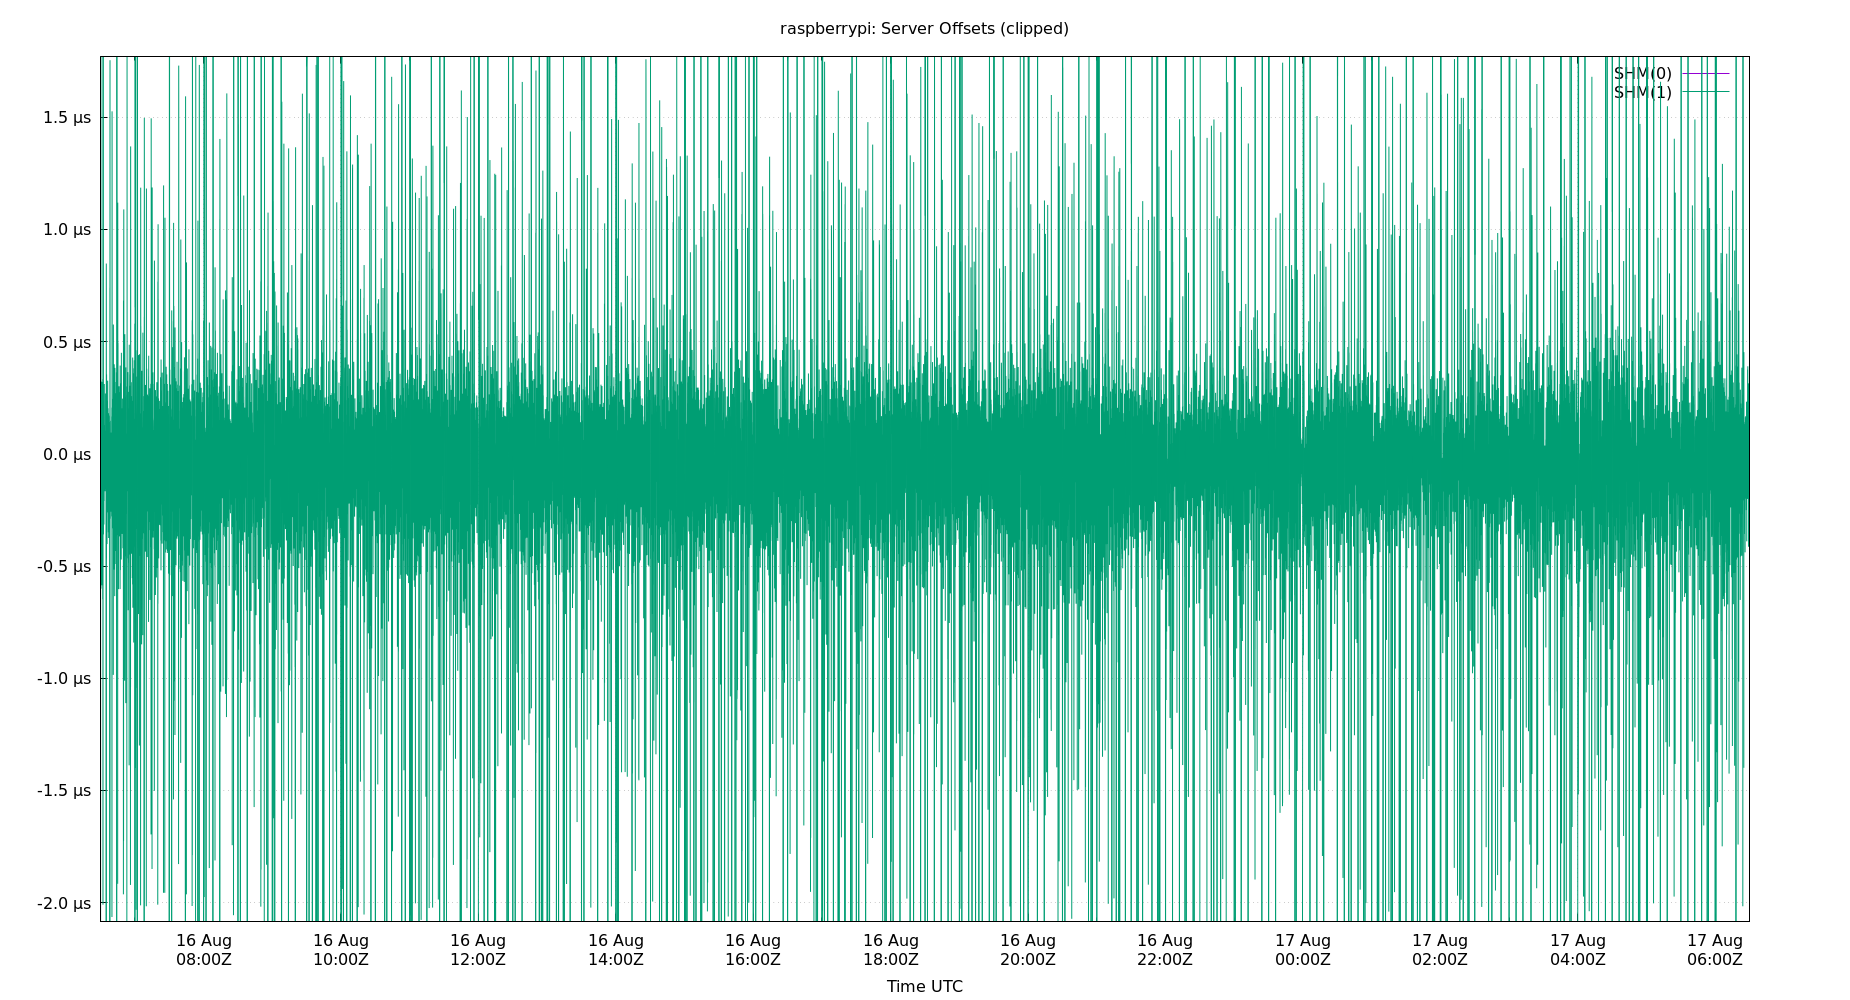 raspberrypi: Server Offsets (clipped)
SHM(0)
SHM(1)
1.5 µs
1.0 µs
0.5 µs
0.0 µs
-0.5 µs
-1.0 µs
-1.5 µs
-2.0 µs
16 Aug 16 Aug 16 Aug 16 Aug 16 Aug 16 Aug 16 Aug 16 Aug 17 Aug 17 Aug 17 Aug 17 Aug
08:00Z 10:00Z 12:00Z 14:00Z 16:00Z 18:00Z 20:00Z 22:00Z 00:00Z 02:00Z 04:00Z 06:00Z
Time UTC